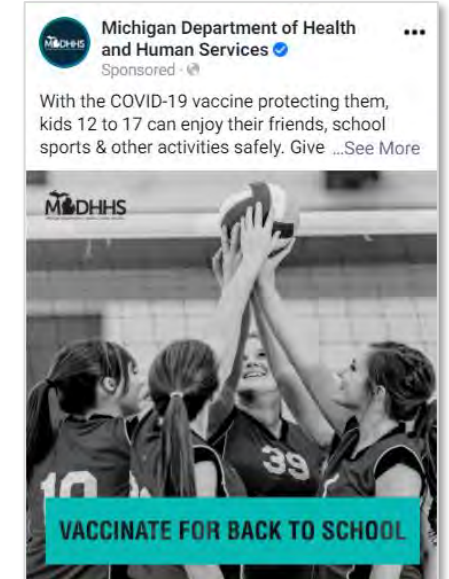 Michigan Department of Health
and Human Services
MDHHS
Sponsored ·
With the COVID-19 vaccine protecting them,
kids 12 to 17 can enjoy their friends, school
sports & other activities safely. Give ...See More
MDHHS
39
10
VACCINATE FOR BACK TO SCHOOL